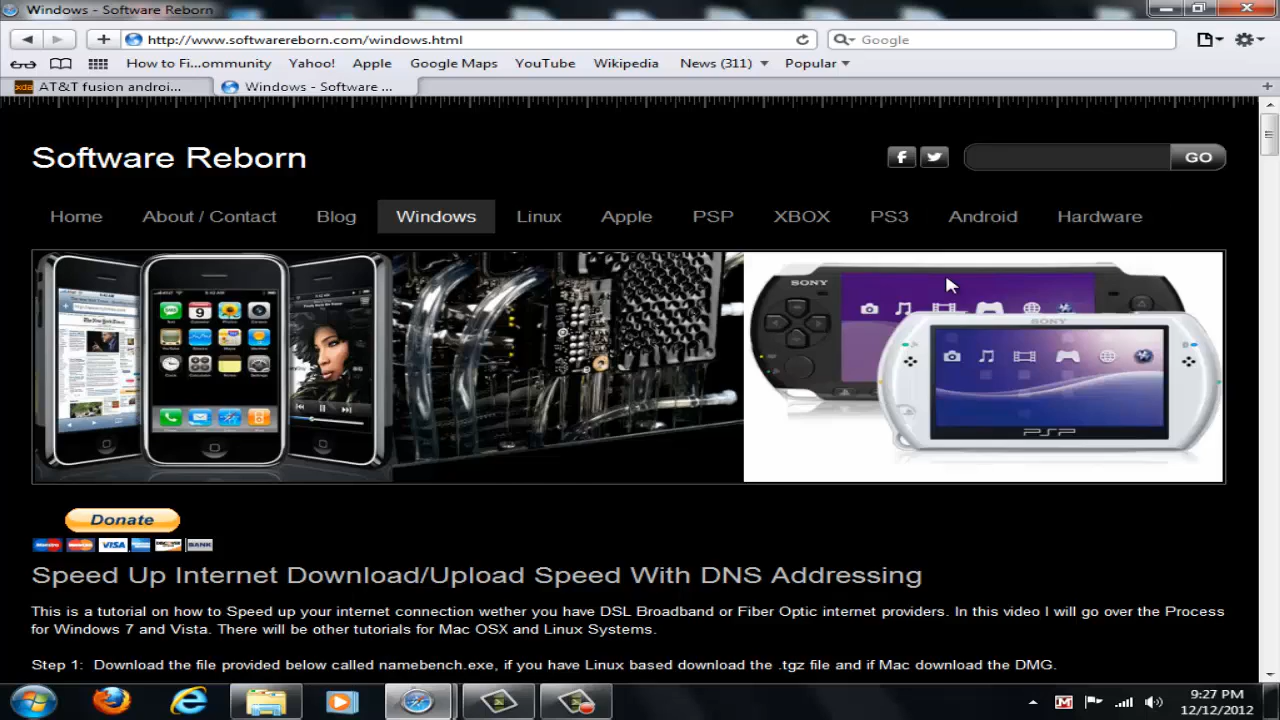 Windows - Software Reborn
http://www.softwarereborn.com/windows.html
Google
How to Fi...ommunity Yahoo! Apple Google Maps YouTube Wikipedia News (311) Popular
xda AT&T fusion androi... Windows - Software ...
Software Reborn
GO
Home About / Contact Blog Windows Linux Apple PSP XBOX PS3 Android Hardware
SONY
SONY
PSP
Donate
VISA
BANK
Speed Up Internet Download/Upload Speed With DNS Addressing
This is a tutorial on how to Speed up your internet connection wether you have DSL Broadband or Fiber Optic internet providers. In this video I will go over the Process
for Windows 7 and Vista. There will be other tutorials for Mac OSX and Linux Systems.
Step 1: Download the file provided below called namebench.exe, if you have Linux based download the .tgz file and if Mac download the DMG.
9:27 PM
12/12/2012